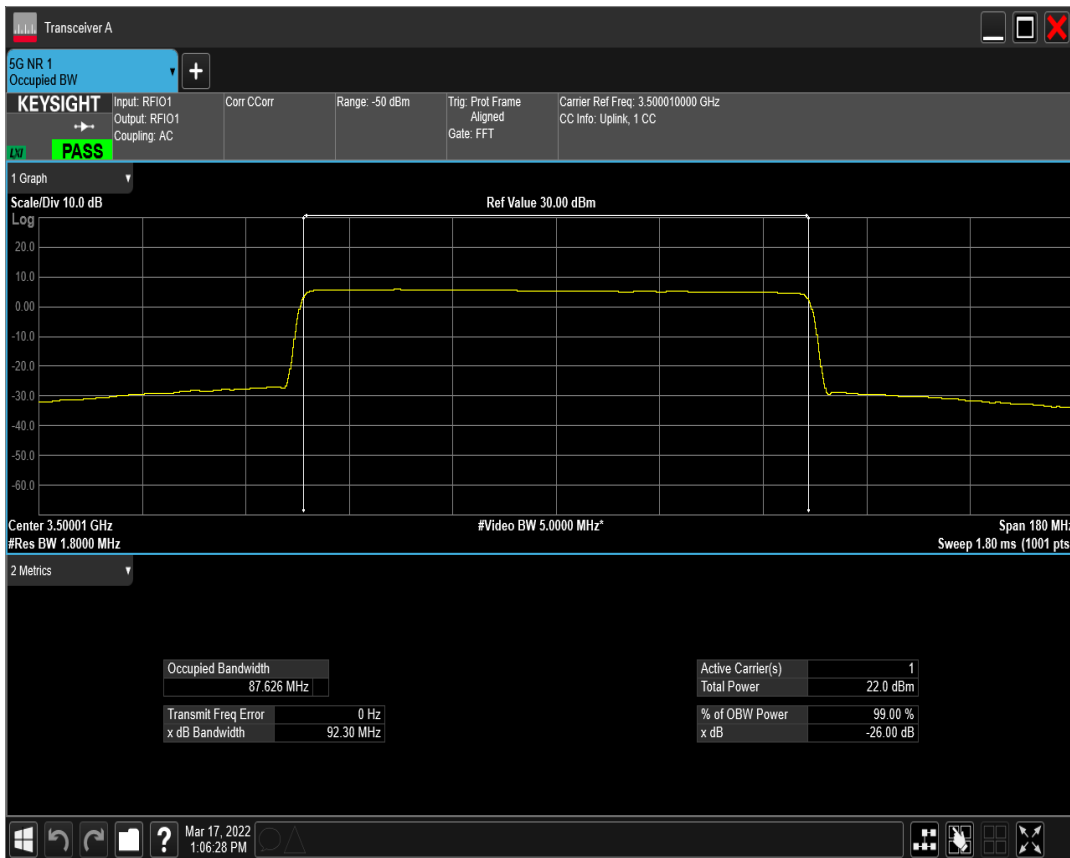 Transceiver A
5G NR 1
Occupied BW
+
KEYSIGHT
LXI
PASS
Input: RFIO1
Output: RFIO1
Coupling: AC
Corr CCorr
Range: -50 dBm
Trig: Prot Frame
Aligned
Gate: FFT
Carrier Ref Freq: 3.500010000 GHz
CC Info: Uplink, 1 CC
1 Graph
Scale/Div 10.0 dB
Ref Value 30.00 dBm
Log
20.0
10.0
0.00
-10.0
-20.0
-30.0
-40.0
-50.0
-60.0
Center 3.50001 GHz
#Video BW 5.0000 MHz*
Span 180 MHz
#Res BW 1.8000 MHz
Sweep 1.80 ms (1001 pts
2 Metrics
Occupied Bandwidth
87.626 MHz
Transmit Freq Error 0 Hz
x dB Bandwidth 92.30 MHz
Active Carrier(s) 1
Total Power 22.0 dBm
% of OBW Power 99.00 %
x dB -26.00 dB
?
Mar 17, 2022
1:06:28 PM